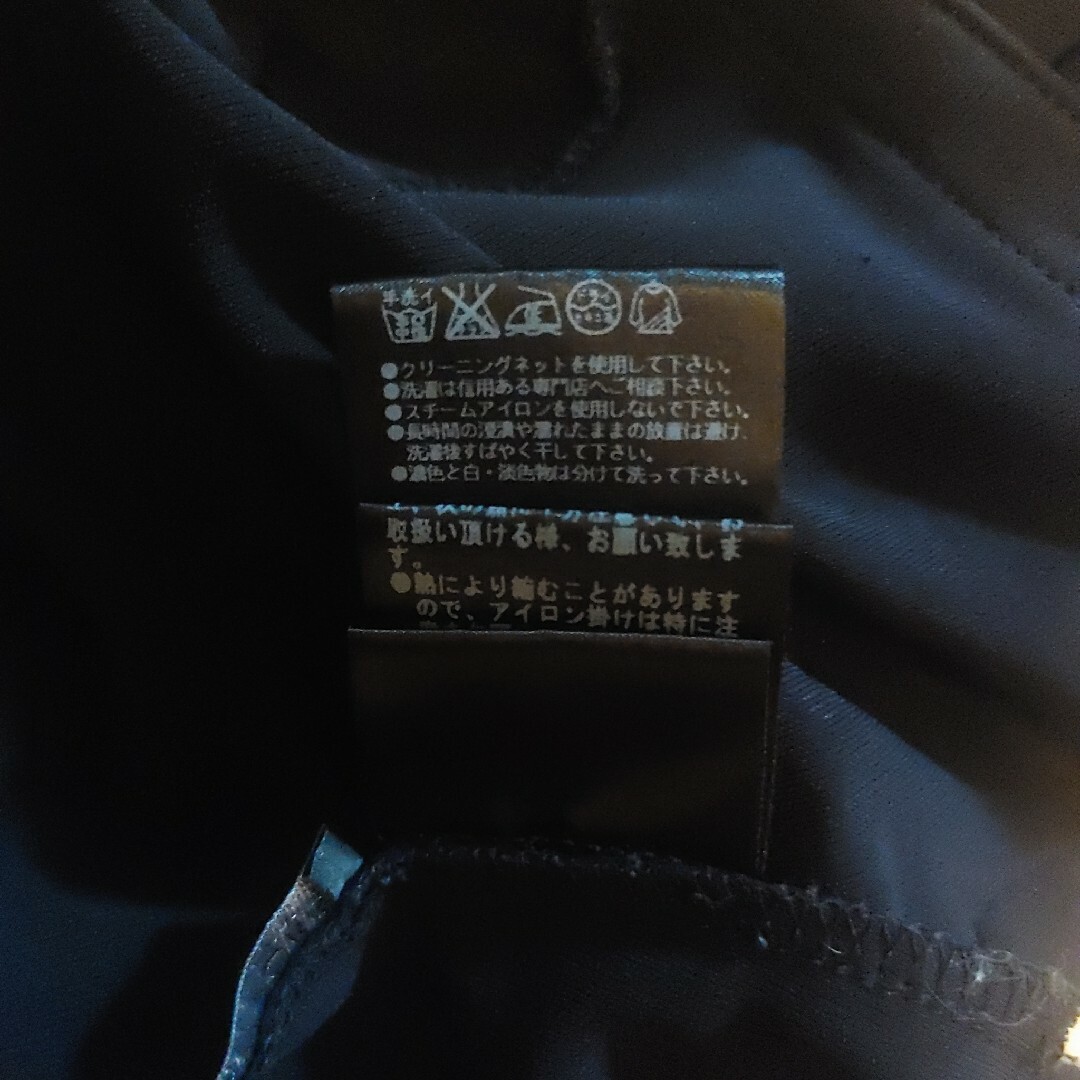 手洗イ
●クリーニングネットを使用して下さい。
●洗濯は信用ある専門店へご相談下さい。
●スチームアイロンを使用しないで下さい。
●長時間の浸漬や濡れたままの放置は避け、
洗濯後すばやく干して下さい。
●濃色と白・淡色物は分けて洗って下さい。
取扱い頂ける様、お願い致しま
す。
●熱により縮むことがあります
ので、アイロン掛けは特に注